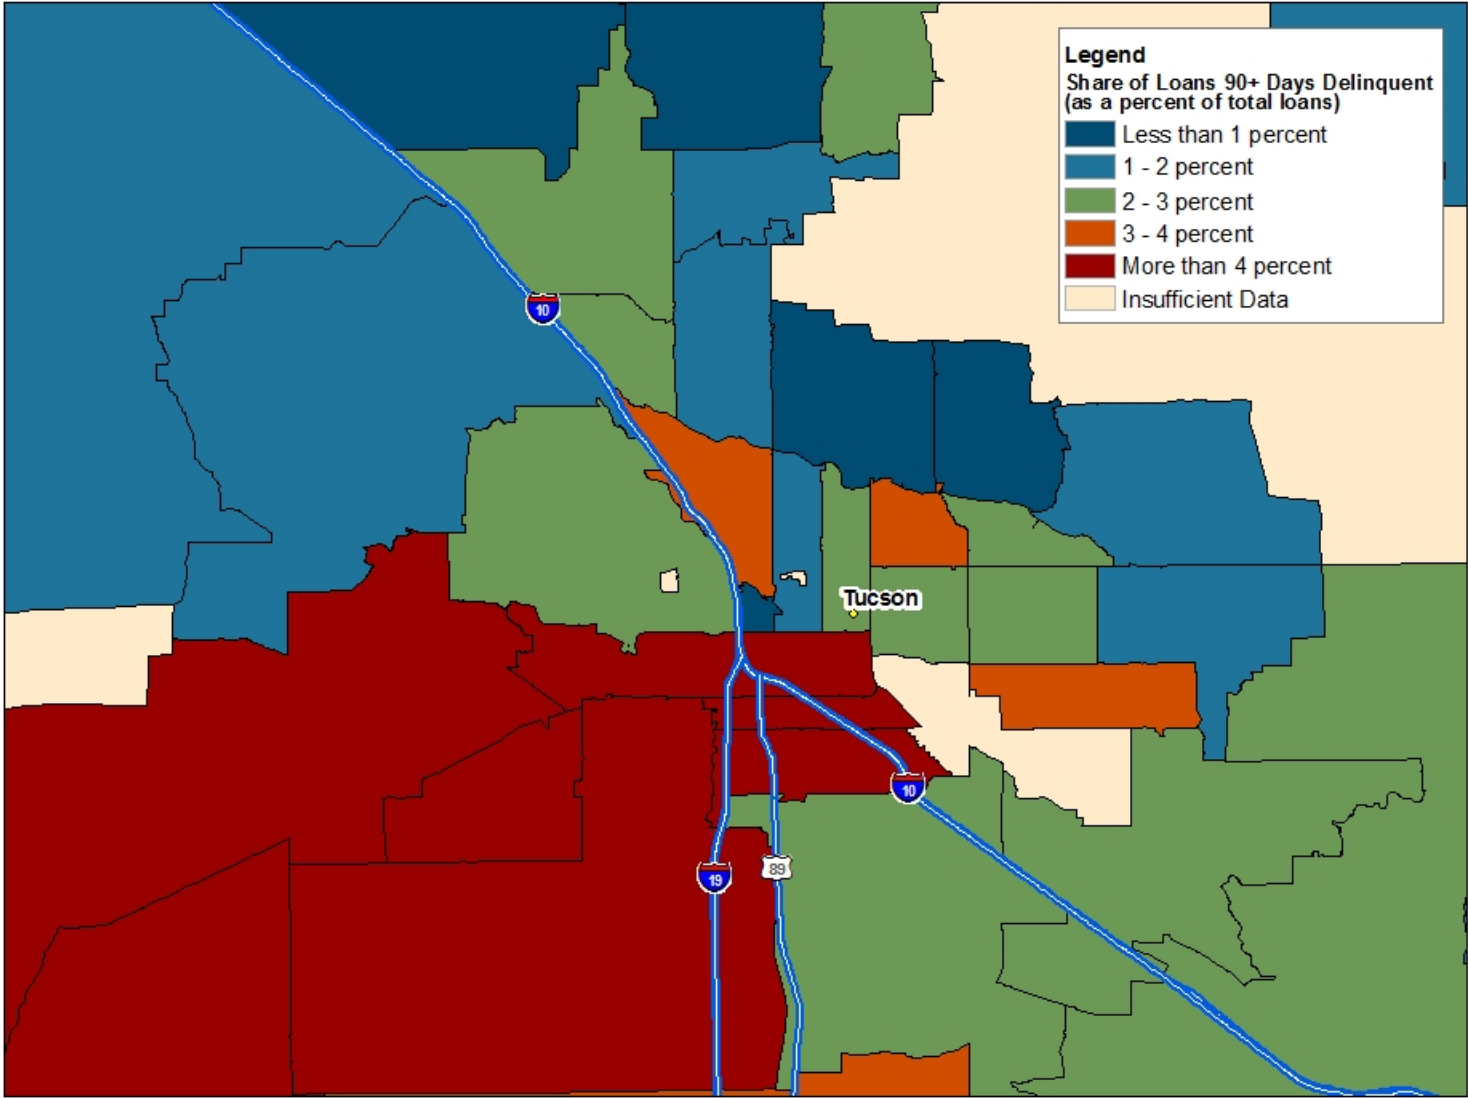 Legend
Share of Loans 90+ Days Delinquent
(as a percent of total loans)
Less than 1 percent
1 - 2 percent
2 - 3 percent
3 - 4 percent
More than 4 percent
Insufficient Data
10
Tucson
10
19
89